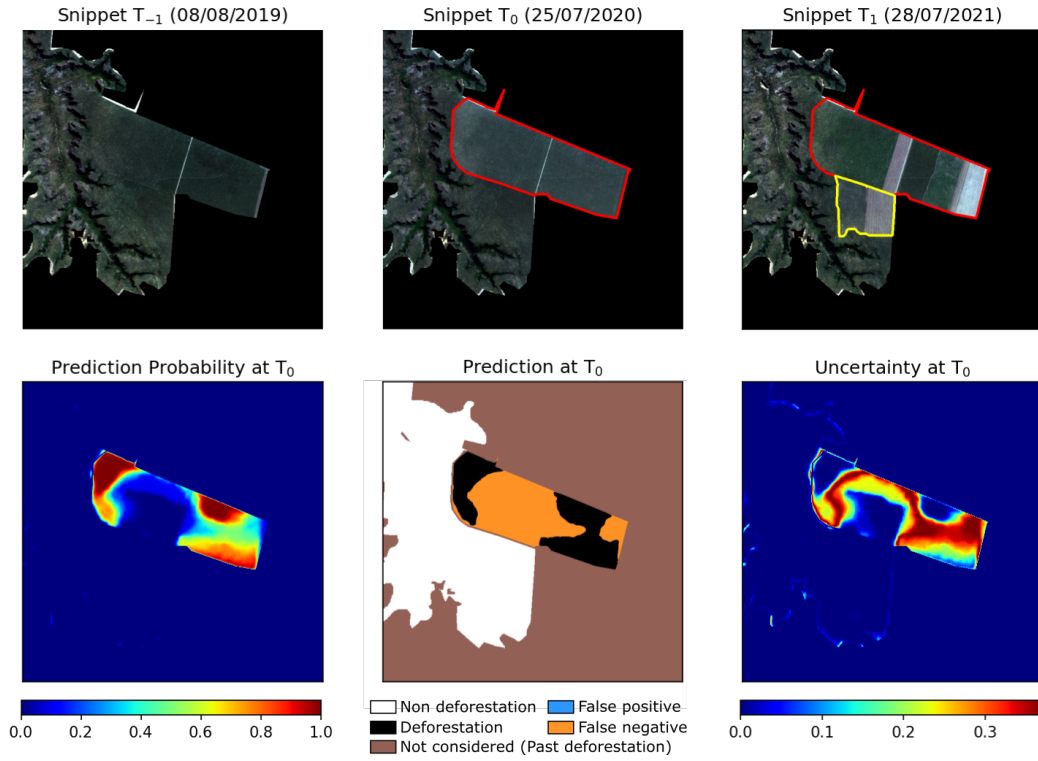 Snippet T₋₁ (08/08/2019)
Snippet T₀ (25/07/2020)
Snippet T₁ (28/07/2021)
Prediction Probability at T₀
Prediction at T₀
Uncertainty at T₀
0.0 0.2 0.4 0.6 0.8 1.0
Non deforestation
False positive
Deforestation
False negative
Not considered (Past deforestation)
0.0 0.1 0.2 0.3